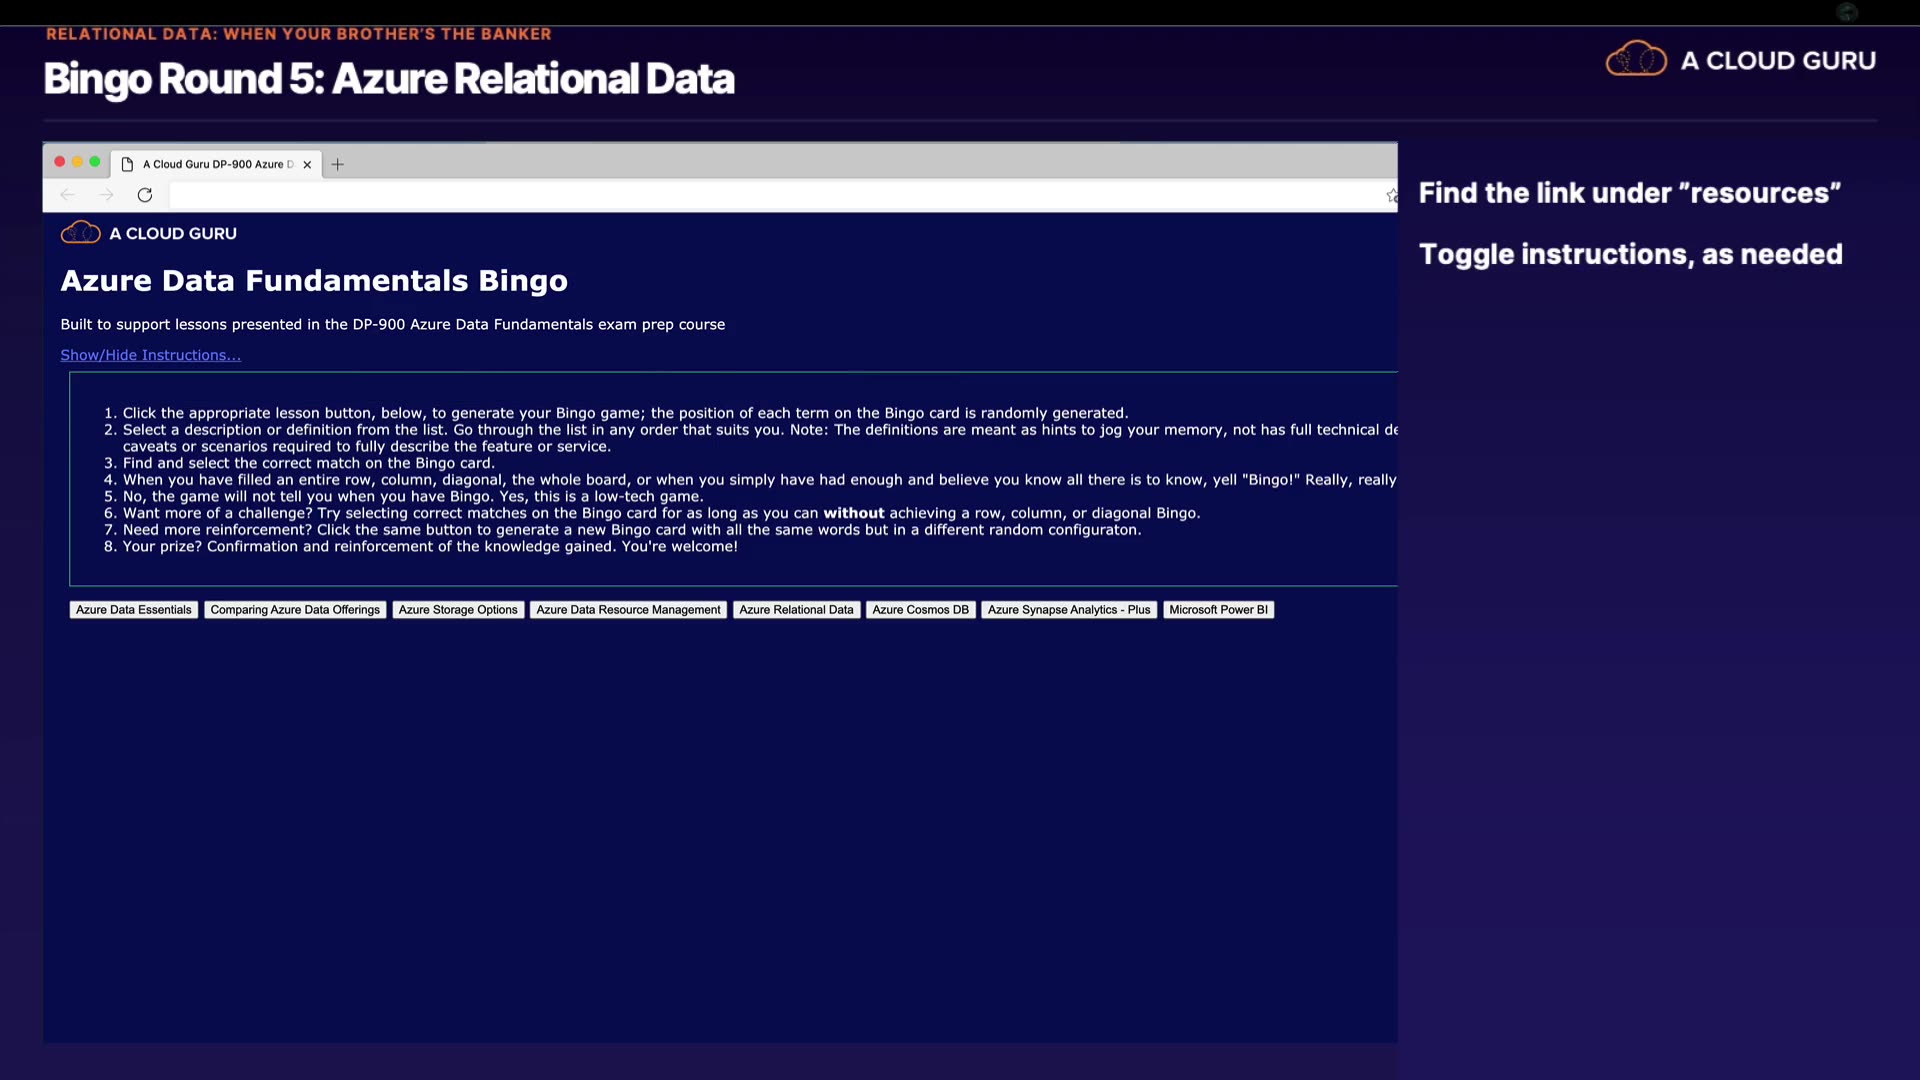 RELATIONAL DATA: WHEN YOUR BROTHER'S THE BANKER
Bingo Round 5: Azure Relational Data
A CLOUD GURU
A Cloud Guru DP-900 Azure D
Find the link under "resources"
Toggle instructions, as needed
A CLOUD GURU
Azure Data Fundamentals Bingo
Built to support lessons presented in the DP-900 Azure Data Fundamentals exam prep course
Show/Hide Instructions...
1. Click the appropriate lesson button, below, to generate your Bingo game; the position of each term on the Bingo card is randomly generated.
2. Select a description or definition from the list. Go through the list in any order that suits you. Note: The definitions are meant as hints to jog your memory, not has full technical de
caveats or scenarios required to fully describe the feature or service.
3. Find and select the correct match on the Bingo card.
4. When you have filled an entire row, column, diagonal, the whole board, or when you simply have had enough and believe you know all there is to know, yell "Bingo!" Really, really
5. No, the game will not tell you when you have Bingo. Yes, this is a low-tech game.
6. Want more of a challenge? Try selecting correct matches on the Bingo card for as long as you can without achieving a row, column, or diagonal Bingo.
7. Need more reinforcement? Click the same button to generate a new Bingo card with all the same words but in a different random configuraton.
8. Your prize? Confirmation and reinforcement of the knowledge gained. You're welcome!
Azure Data Essentials Comparing Azure Data Offerings Azure Storage Options Azure Data Resource Management Azure Relational Data Azure Cosmos DB Azure Synapse Analytics - Plus Microsoft Power BI